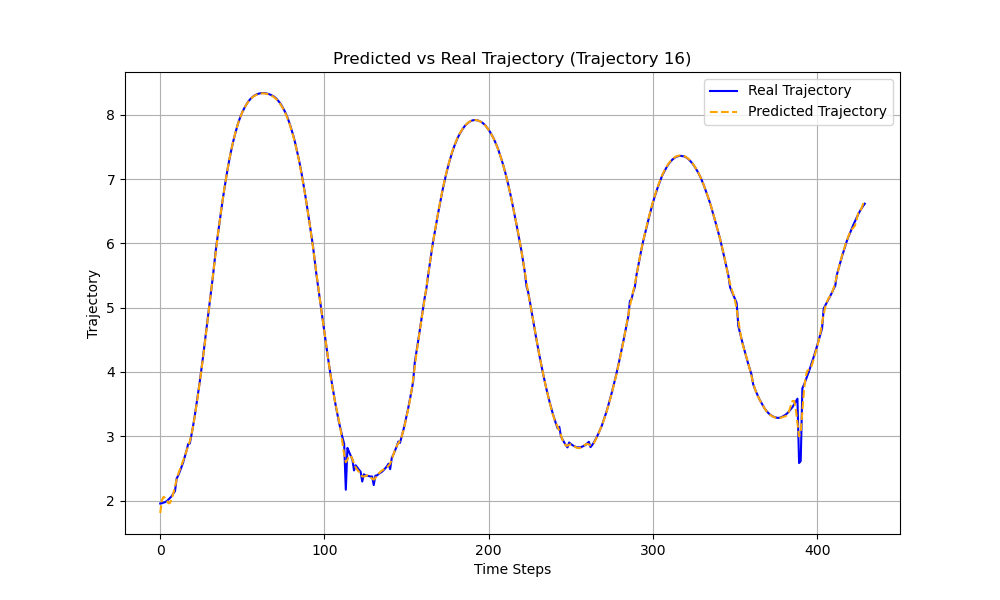 Predicted vs Real Trajectory (Trajectory 16)
Real Trajectory
Predicted Trajectory
8
7
6
5
4
3
2
Trajectory
0 100 200 300 400
Time Steps